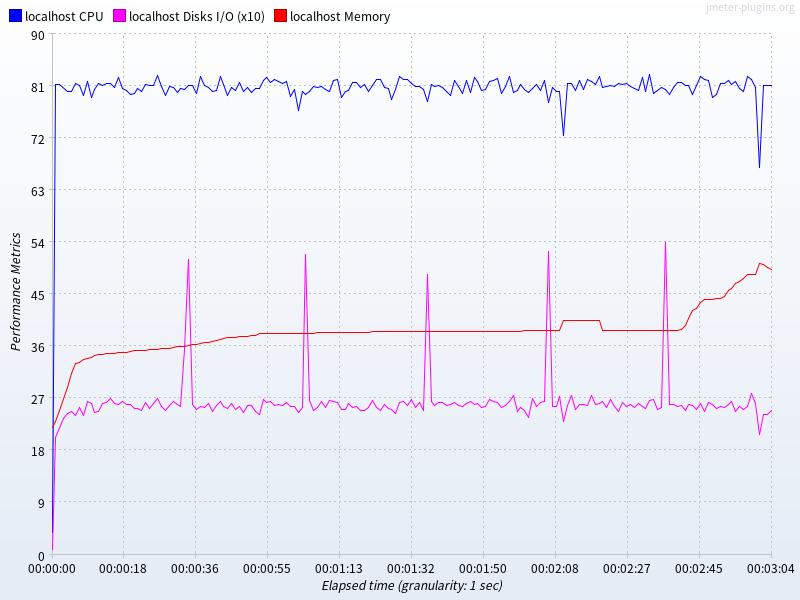 jmeter-plugins.org
localhost CPU localhost Disks I/O (x10) localhost Memory
90
81
72
63
54
45
36
27
18
9
0
Performance Metrics
00:00:00 00:00:18 00:00:36 00:00:55 00:01:13 00:01:32 00:01:50 00:02:08 00:02:27 00:02:45 00:03:04
Elapsed time (granularity: 1 sec)